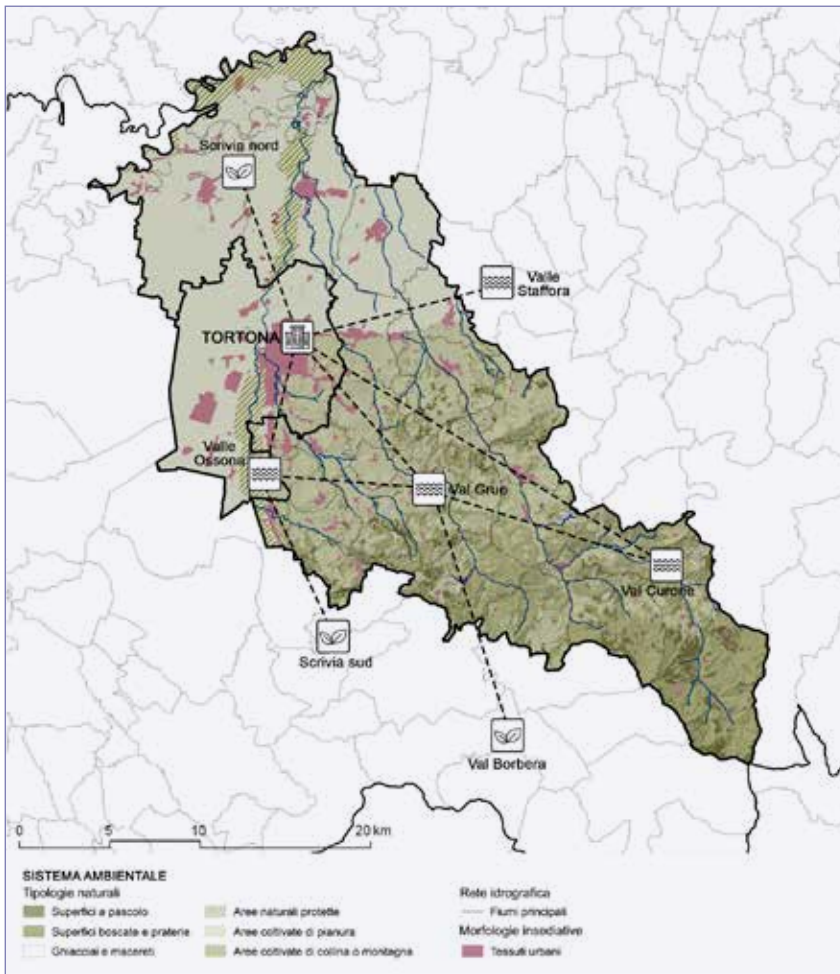 Scrivia nord
2
Valle
Staffora
TORTONA
Valle
Ossona
Val Grue
Val Curone
Scrivia sud
Val Borbera
0 5 10 20 km
SISTEMA AMBIENTALE
Tipologie naturali
Superfici a pascolo
Superfici boscate e praterie
Ghiacciai e macereti
Aree naturali protette
Aree coltivate di pianura
Aree coltivate di collina o montagna
Rete idrografica
Fiumi principali
Morfologie insediative
Tessuti urbani